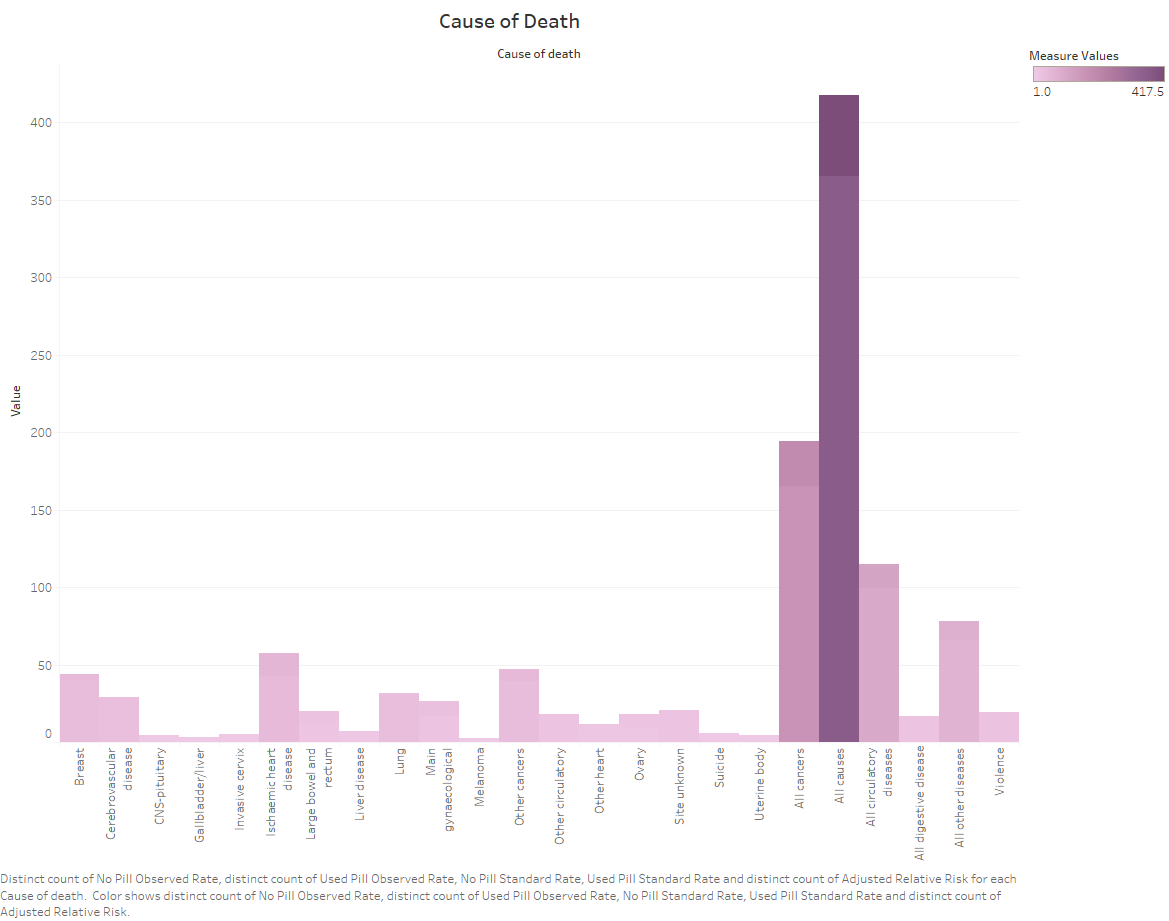 Cause of Death
Cause of death
Measure Values
1.0 417.5
Value
400
350
300
250
200
150
100
50
0
Breast
Cerebrovascular
disease
CNS-pituitary
Gallbladder/liver
Invasive cervix
Ischaemic heart
disease
Large bowel and
rectum
Liver disease
Lung
Main
gynaecological
Melanoma
Other cancers
Other circulatory
Other heart
Ovary
Site unknown
Suicide
Uterine body
All cancers
All causes
All circulatory
diseases
All digestive disease
All other diseases
Violence
Distinct count of No Pill Observed Rate, distinct count of Used Pill Observed Rate, No Pill Standard Rate, Used Pill Standard Rate and distinct count of Adjusted Relative Risk for each
Cause of death. Color shows distinct count of No Pill Observed Rate, distinct count of Used Pill Observed Rate, No Pill Standard Rate, Used Pill Standard Rate and distinct count of
Adjusted Relative Risk.